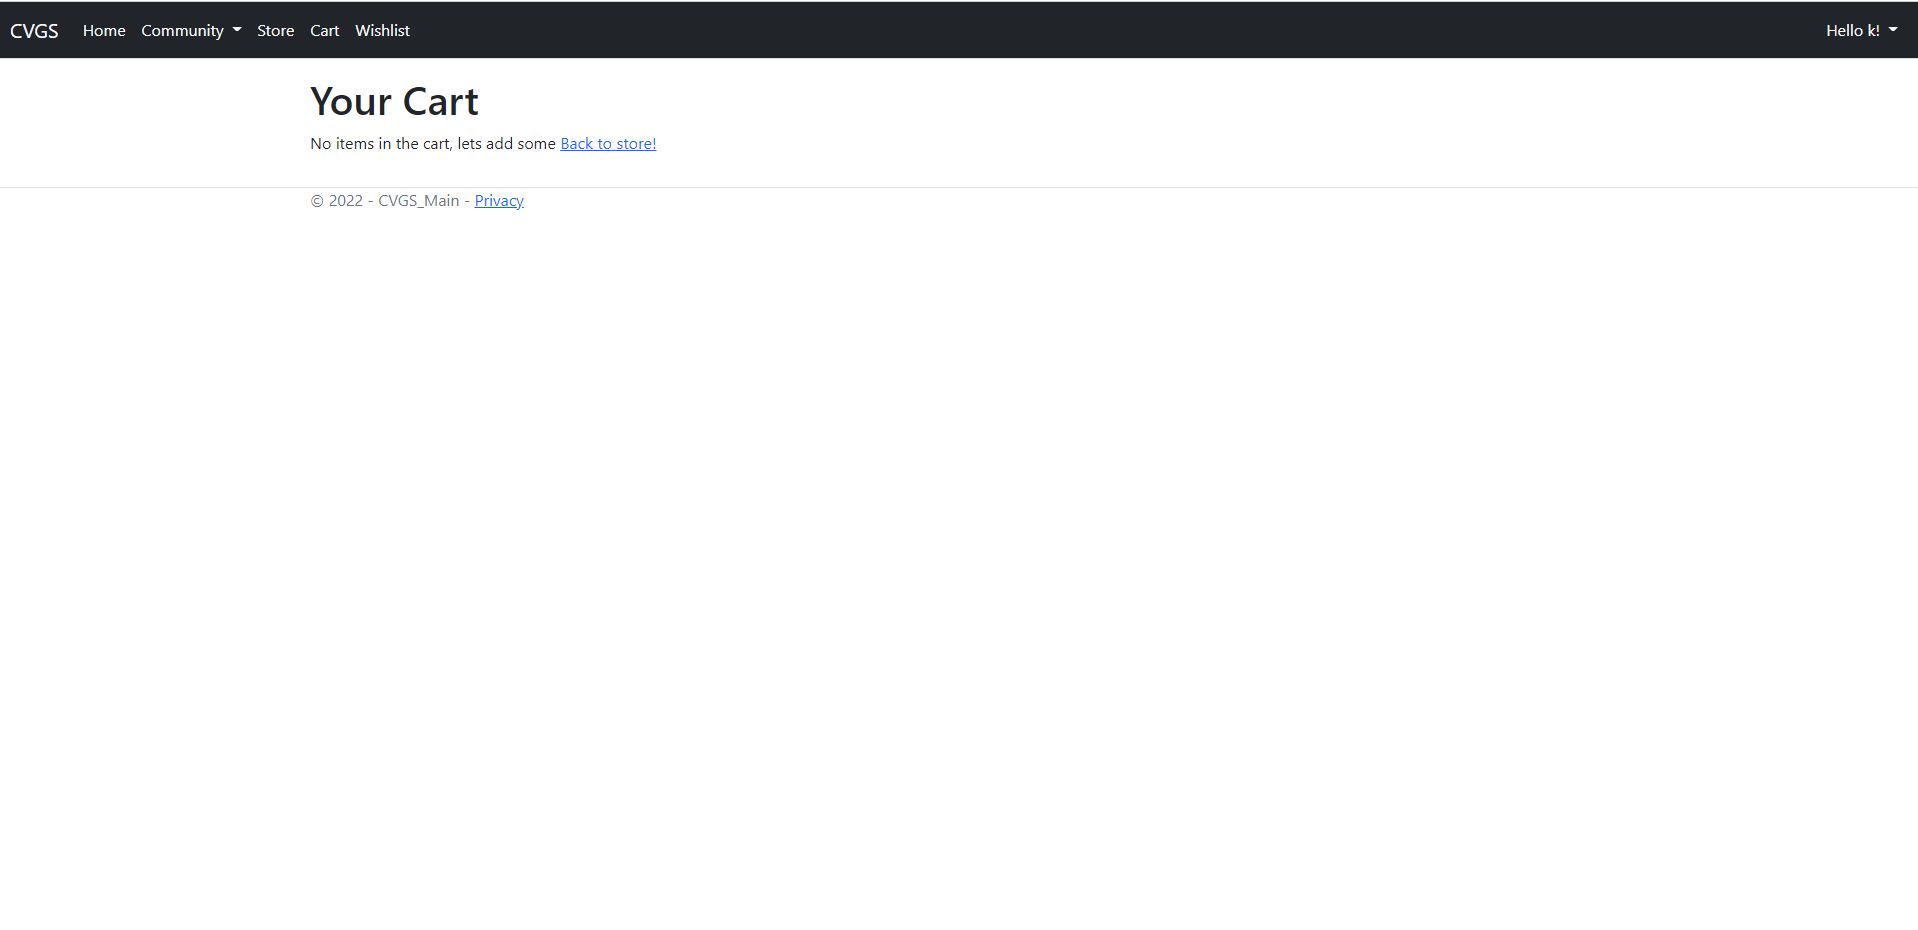 CVGS Home Community Store Cart Wishlist Hello k!
Your Cart
No items in the cart, lets add some Back to store!
© 2022 - CVGS_Main - Privacy